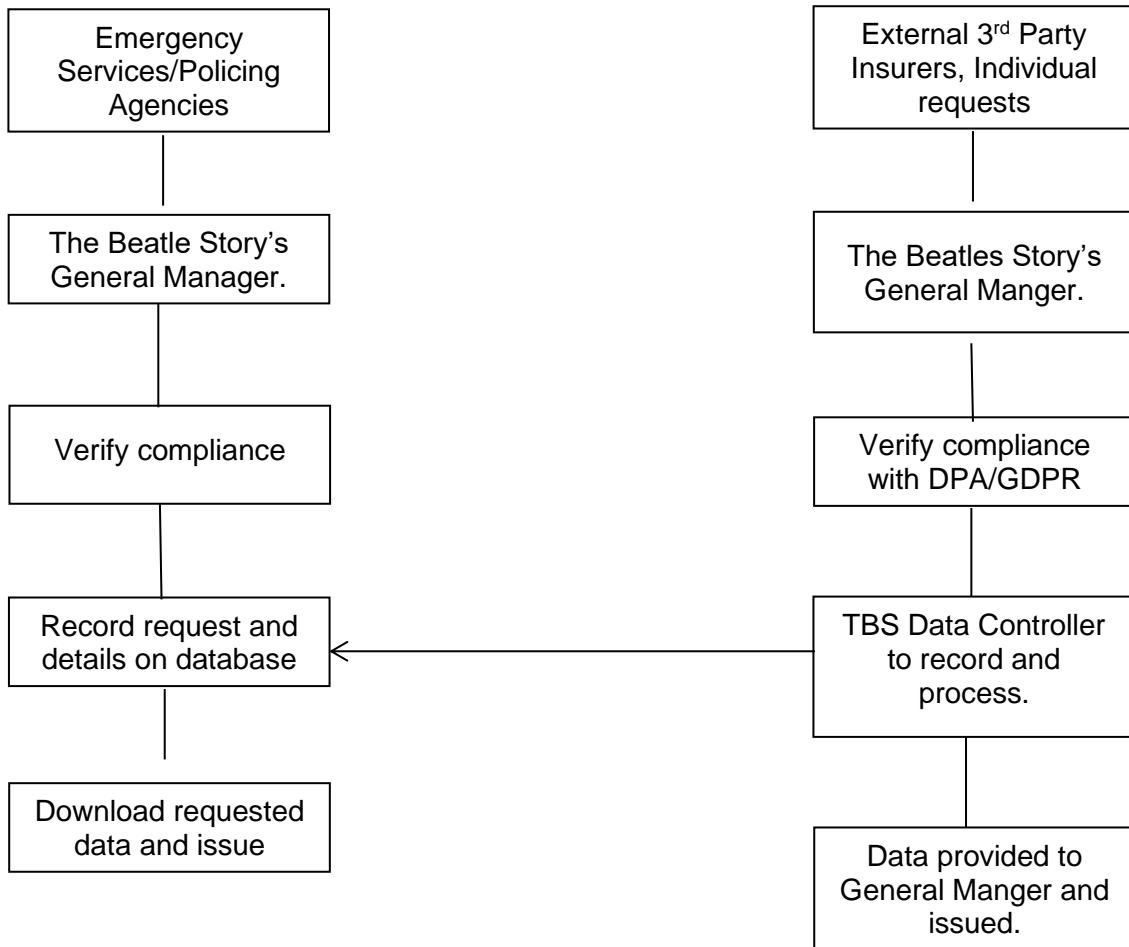 Emergency
Services/Policing
Agencies
The Beatle Story’s
General Manager.
Verify compliance
Record request and
details on database
Download requested
data and issue
External 3rd Party
Insurers, Individual
requests
The Beatles Story’s
General Manger.
Verify compliance
with DPA/GDPR
TBS Data Controller
to record and
process.
Data provided to
General Manger and
issued.